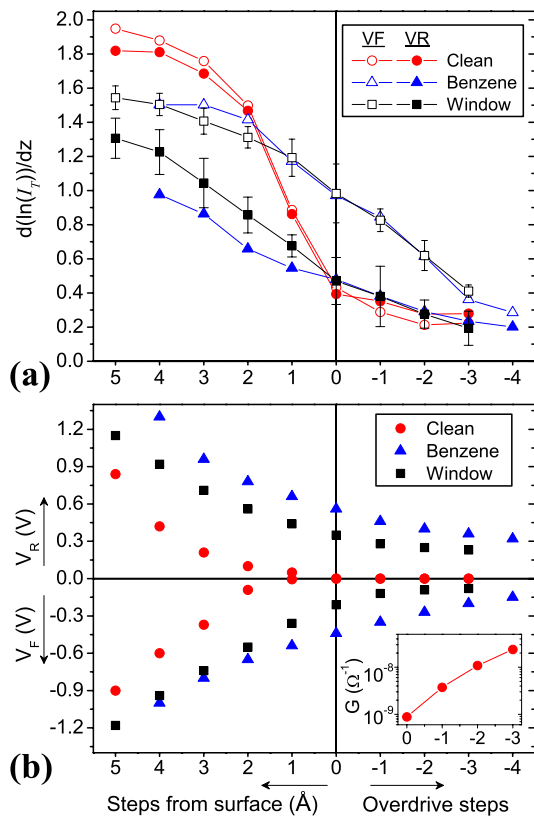 2.0
1.8
1.6
1.4
1.2
1.0
0.8
0.6
0.4
0.2
0.0
d(ln(I_T))/dz
VF VR
Clean
Benzene
Window
5 4 3 2 1 0 -1 -2 -3 -4
(a)
1.2
0.9
0.6
0.3
0.0
-0.3
-0.6
-0.9
-1.2
V_R (V)
V_F (V)
Clean
Benzene
Window
G (Ω^-1)
10^-8
10^-9
0 -1 -2 -3
5 4 3 2 1 0 -1 -2 -3 -4
(b)
Steps from surface (Å)
Overdrive steps